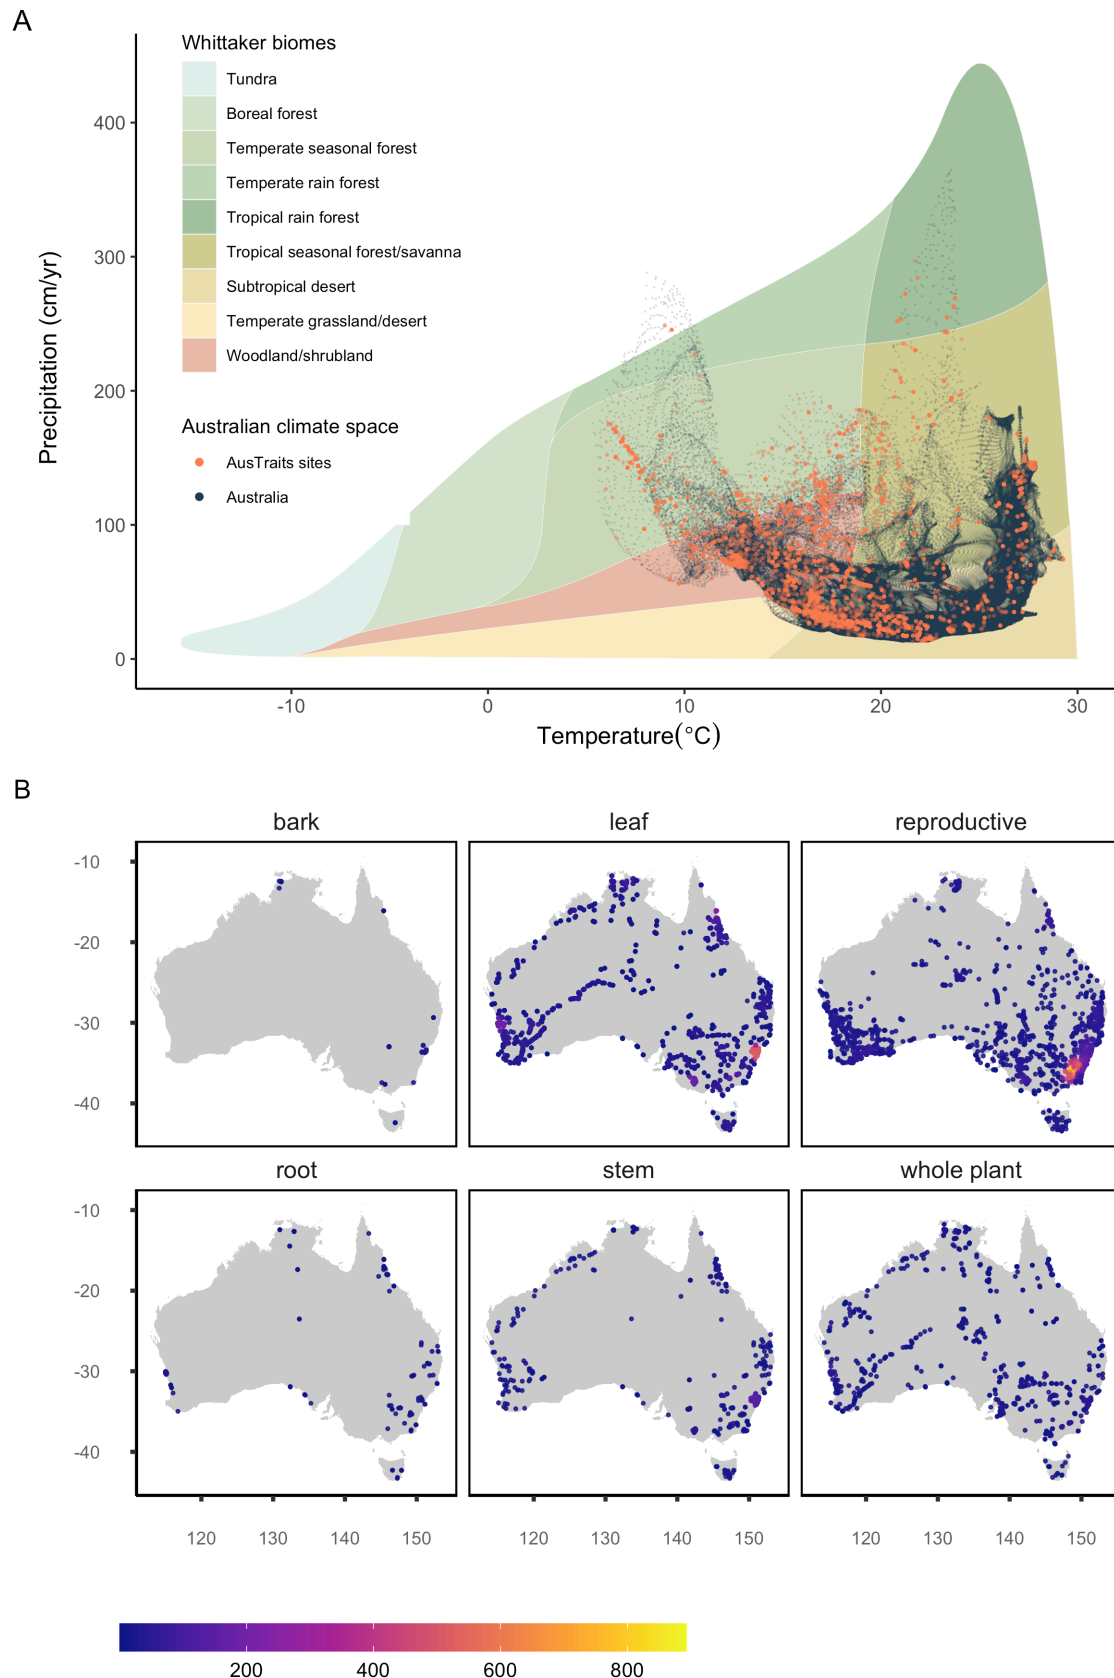 A
Whittaker biomes
Tundra
Boreal forest
Temperate seasonal forest
Temperate rain forest
Tropical rain forest
Tropical seasonal forest/savanna
Subtropical desert
Temperate grassland/desert
Woodland/shrubland
Australian climate space
AusTraits sites
Australia
Precipitation (cm/yr)
400
300
200
100
0
-10 0 10 20 30
Temperature(°C)
B
bark leaf reproductive
-10
-20
-30
-40
root stem whole plant
-10
-20
-30
-40
120 130 140 150 120 130 140 150 120 130 140 150
200 400 600 800